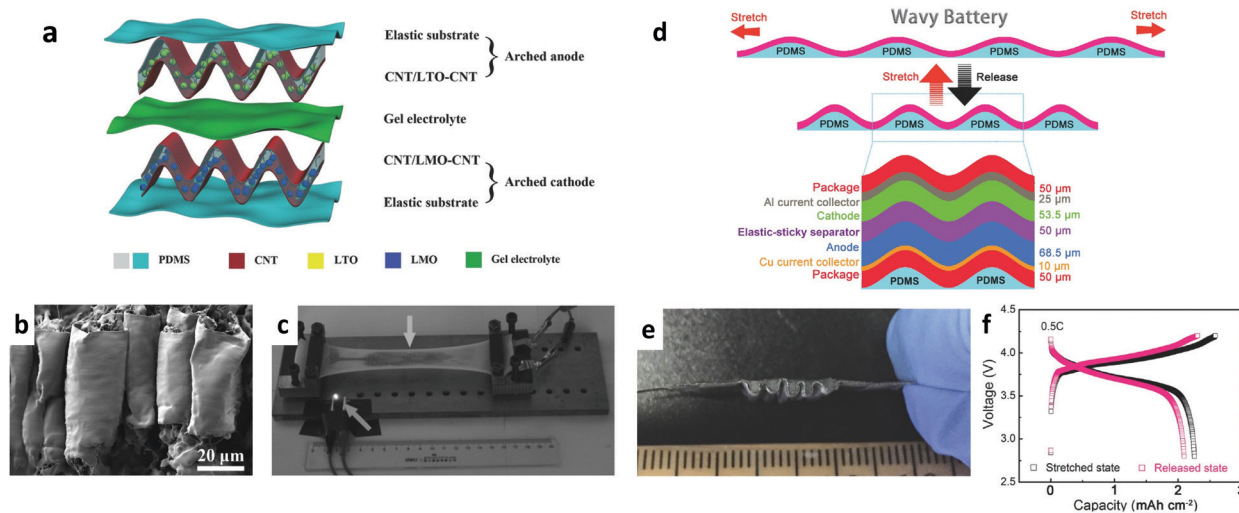 a
Elastic substrate
Arched anode
CNT/LTO-CNT
Gel electrolyte
CNT/LMO-CNT
Arched cathode
Elastic substrate
PDMS
CNT
LTO
LMO
Gel electrolyte
b
20 μm
c
d
Wavy Battery
Stretch
Stretch
PDMS
PDMS
PDMS
PDMS
Stretch
Release
PDMS
PDMS
PDMS
PDMS
Package
50 μm
Al current collector
25 μm
Cathode
53.5 μm
Elastic-sticky separator
50 μm
Anode
68.5 μm
Cu current collector
10 μm
Package
50 μm
PDMS
PDMS
e
f
0.5C
Voltage (V)
4.5
4.0
3.5
3.0
2.5
Stretched state
Released state
0
1
2
3
Capacity (mAh cm⁻²)